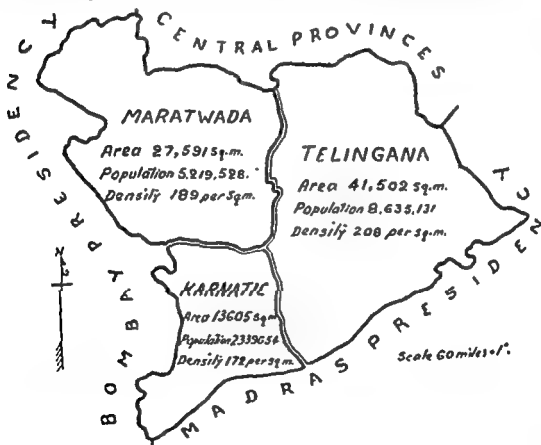 CENTRAL PROVINCES
BOMBAY PRESIDENCY
MARATWADA
Area 27,591 Sq.m.
Population 5,219,528.
Density 189 per Sq.m.
TELINGANA
Area 41,502 sq.m.
Population 8,635,131
Density 208 per sq.m.
KARNATIC
Area 13605 Sqm
Population 2339654
Density 172 per sq.m.
MADRAS PRESIDENCY
Scale 60 miles = 1".